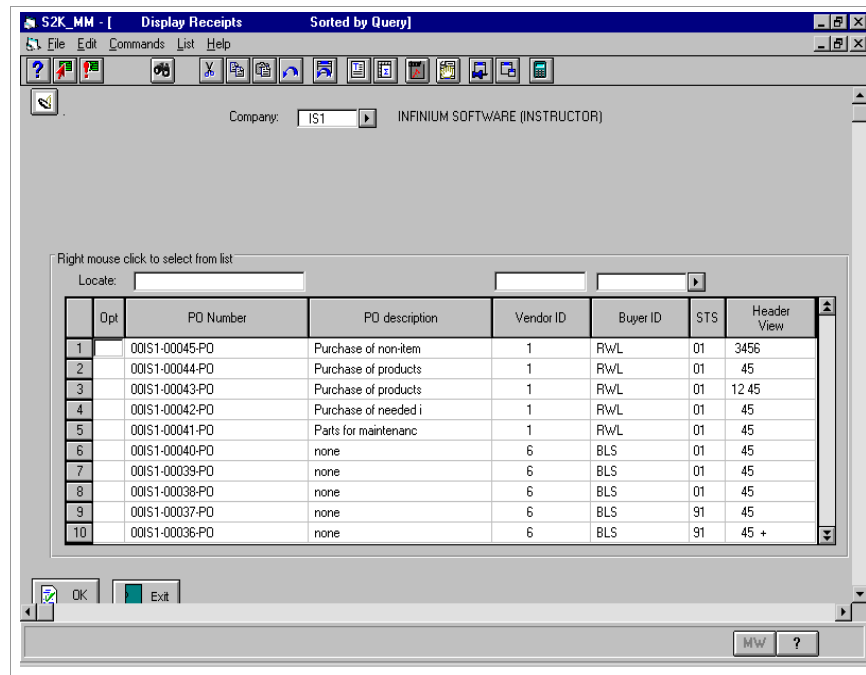 S2K_MM - [ Display Receipts Sorted by Query]
File Edit Commands List Help
Company: IS1 INFINIUM SOFTWARE (INSTRUCTOR)
Right mouse click to select from list
Locate:
Opt PO Number PO description Vendor ID Buyer ID STS Header View
1 00IS1-00045-PO Purchase of non-item 1 RWL 01 3456
2 00IS1-00044-PO Purchase of products 1 RWL 01 45
3 00IS1-00043-PO Purchase of products 1 RWL 01 12 45
4 00IS1-00042-PO Purchase of needed i 1 RWL 01 45
5 00IS1-00041-PO Parts for maintenanc 1 RWL 01 45
6 00IS1-00040-PO none 6 BLS 01 45
7 00IS1-00039-PO none 6 BLS 01 45
8 00IS1-00038-PO none 6 BLS 01 45
9 00IS1-00037-PO none 6 BLS 91 45
10 00IS1-00036-PO none 6 BLS 91 45 +
OK Exit
MW ?